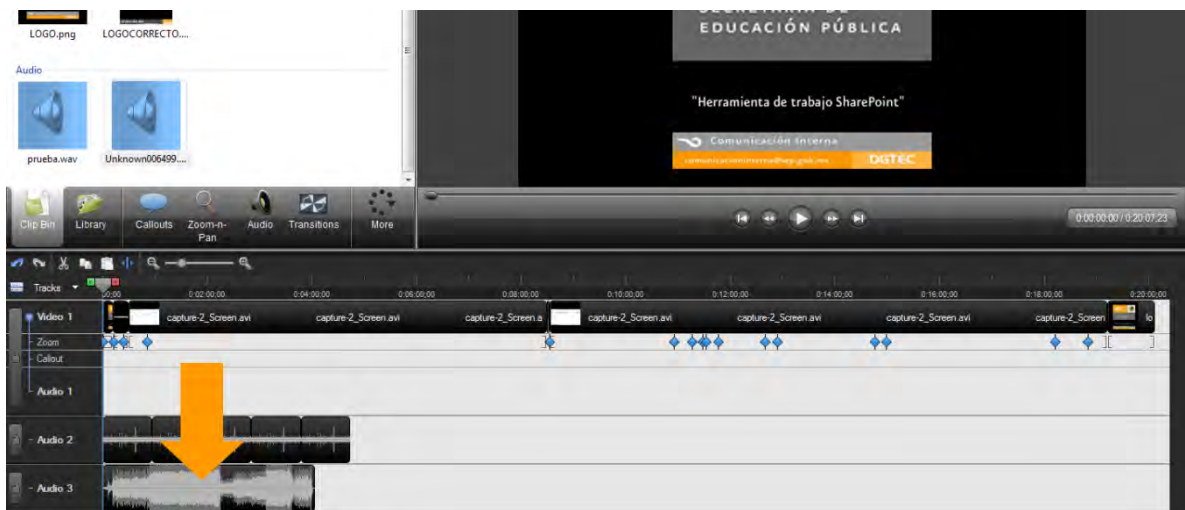 SECRETARÍA DE
EDUCACIÓN PÚBLICA
LOGO.png
LOGOCORRECTO....
Audio
"Herramienta de trabajo SharePoint"
Comunicación Interna
DGTEC
prueba.wav
Unknown006499....
Clip Bin
Library
Callouts
Zoom-n-
Pan
Audio
Transitions
More
0:00:00;00 / 0:20:07;23
Tracks
00;00
0:02:00;00
0:04:00;00
0:06:00;00
0:08:00;00
0:10:00;00
0:12:00;00
0:14:00;00
0:16:00;00
0:18:00;00
0:20:00;00
Video 1
capture-2_Screen.avi
capture-2_Screen.avi
capture-2_Screen.a
capture-2_Screen.avi
capture-2_Screen.avi
capture-2_Screen.avi
capture-2_Screen
lo
Zoom
Callout
Audio 1
Audio 2
Audio 3